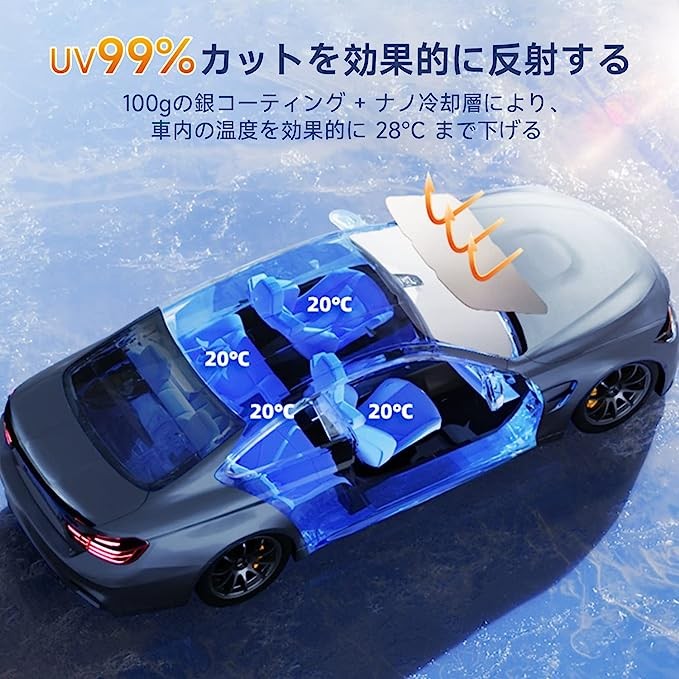 UV99%カットを効果的に反射する
100gの銀コーティング + ナノ冷却層により、
車内の温度を効果的に 28°C まで下げる
20°C
20°C
20°C
20°C